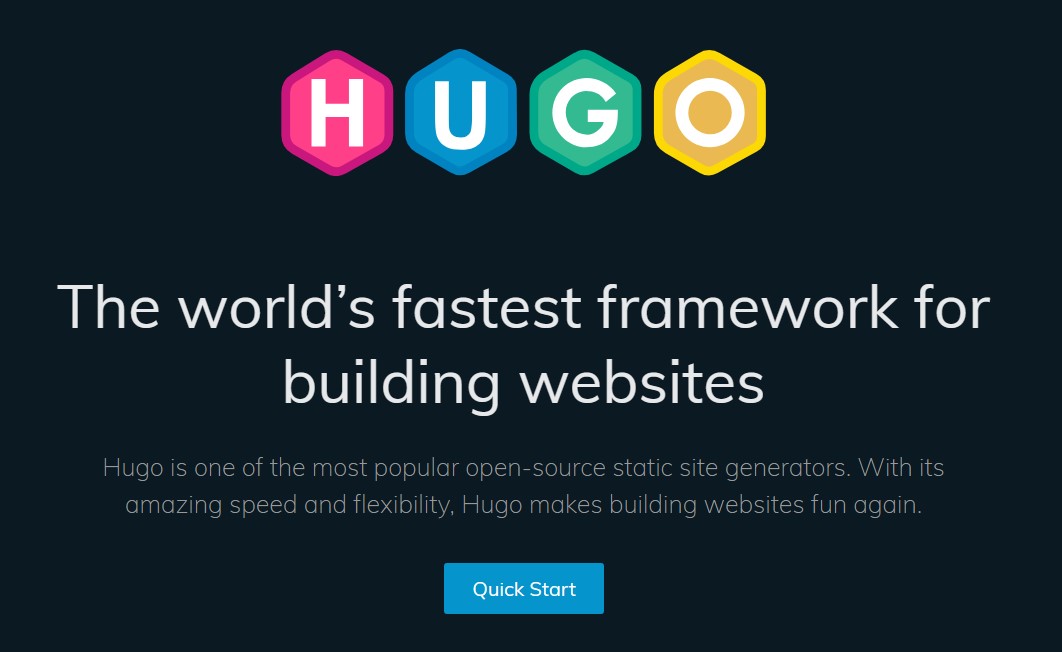 HUGO
The world’s fastest framework for
building websites
Hugo is one of the most popular open-source static site generators. With its
amazing speed and flexibility, Hugo makes building websites fun again.
Quick Start